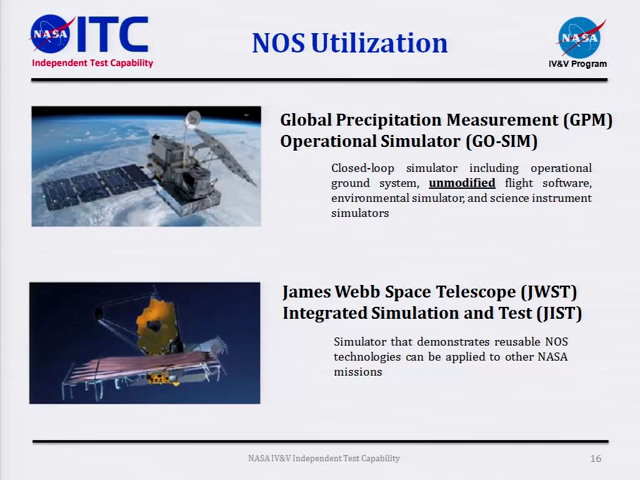 NASA ITC
Independent Test Capability
NOS Utilization
NASA
IV&V Program
Global Precipitation Measurement (GPM)
Operational Simulator (GO-SIM)
Closed-loop simulator including operational
ground system, unmodified flight software,
environmental simulator, and science instrument
simulators
James Webb Space Telescope (JWST)
Integrated Simulation and Test (JIST)
Simulator that demonstrates reusable NOS
technologies can be applied to other NASA
missions
NASA IV&V Independent Test Capability
16